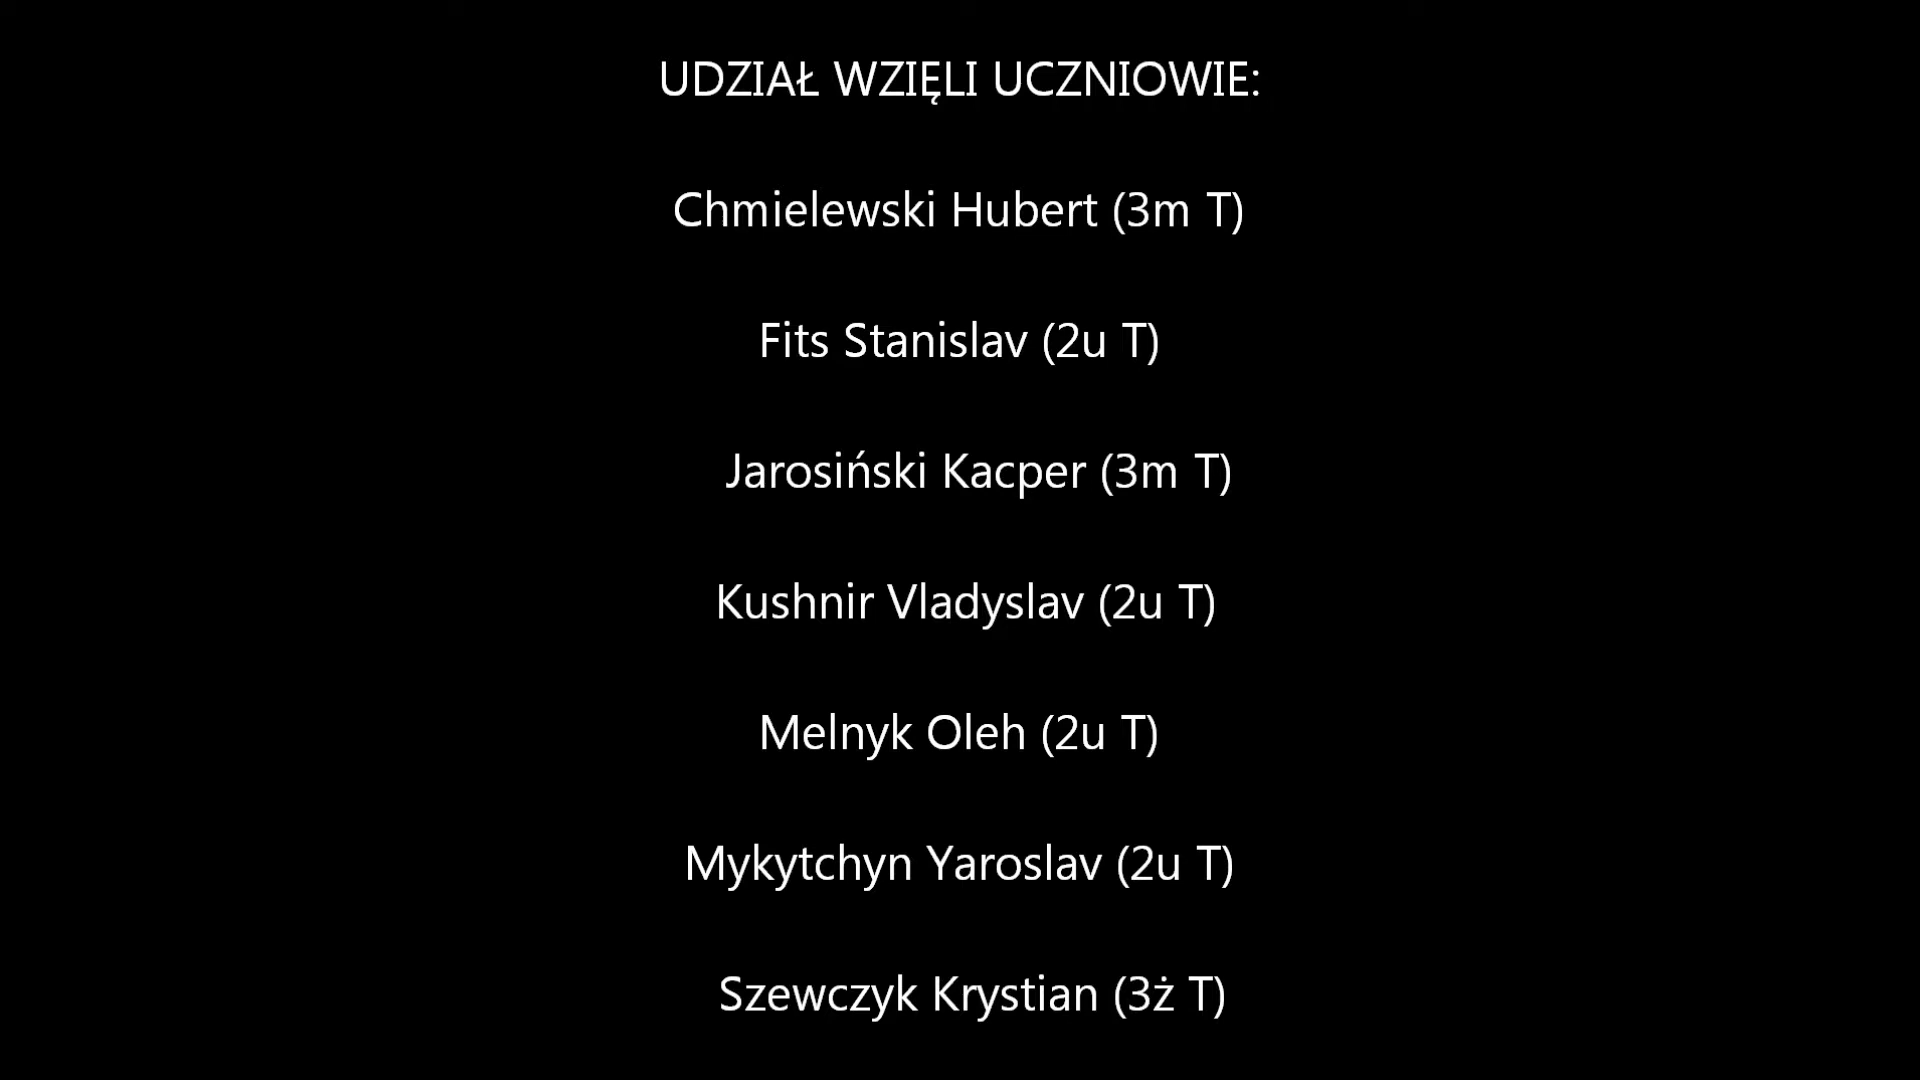 UDZIAŁ WZIĘLI UCZNIOWIE:
Chmielewski Hubert (3m T)
Fits Stanislav (2u T)
Jarosiński Kacper (3m T)
Kushnir Vladyslav (2u T)
Melnyk Oleh (2u T)
Mykytchyn Yaroslav (2u T)
Szewczyk Krystian (3ż T)